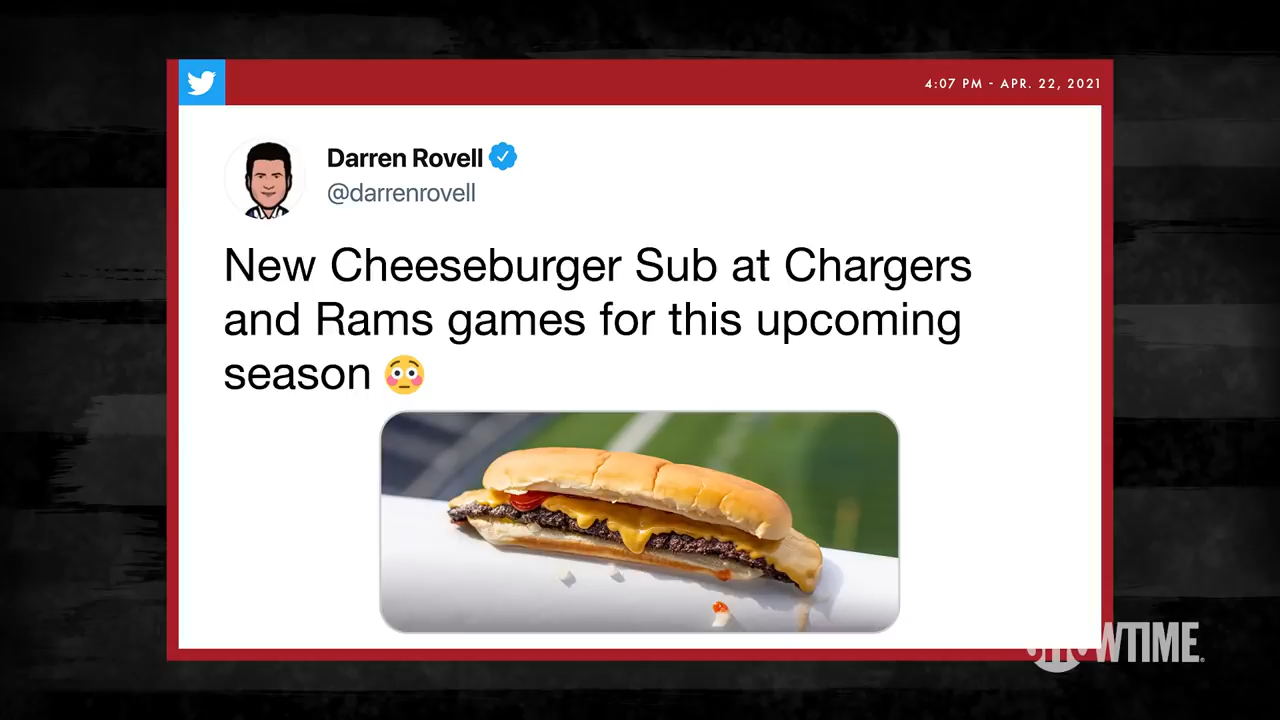 4:07 PM - APR. 22, 2021
Darren Rovell
@darrenrovell
New Cheeseburger Sub at Chargers
and Rams games for this upcoming
season 😳
SHOWTIME